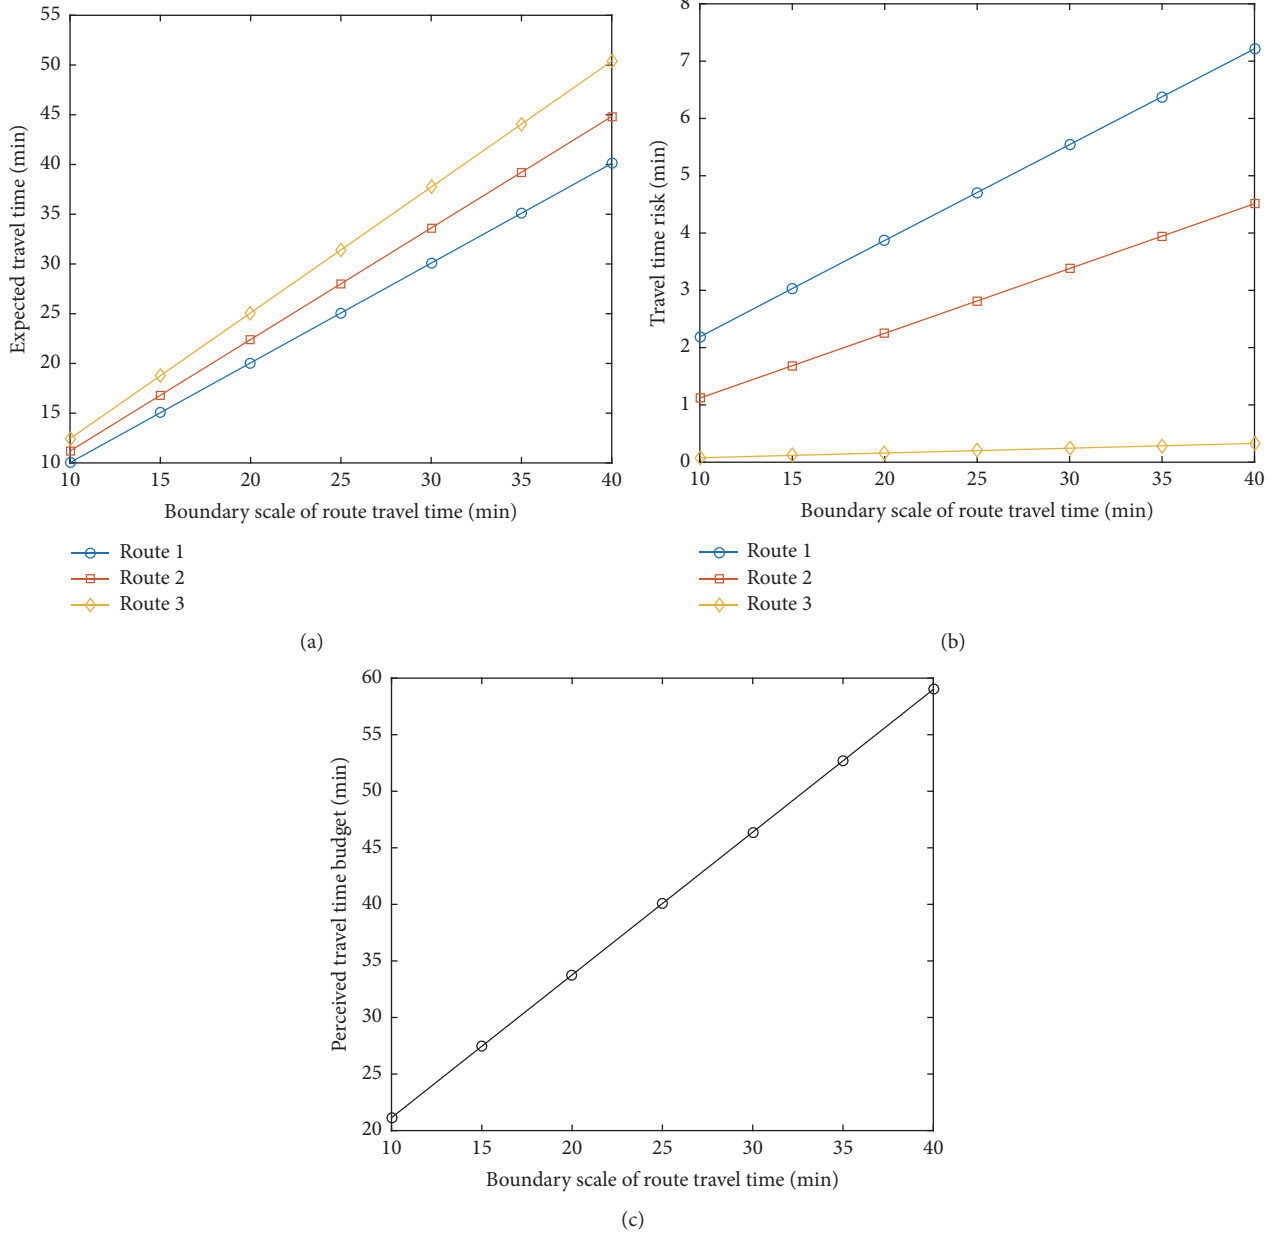 55
50
45
40
35
30
25
20
15
10
Expected travel time (min)
10 15 20 25 30 35 40
Boundary scale of route travel time (min)
Route 1
Route 2
Route 3
(a)
8
7
6
5
4
3
2
1
0
Travel time risk (min)
10 15 20 25 30 35 40
Boundary scale of route travel time (min)
Route 1
Route 2
Route 3
(b)
60
55
50
45
40
35
30
25
20
Perceived travel time budget (min)
10 15 20 25 30 35 40
Boundary scale of route travel time (min)
(c)